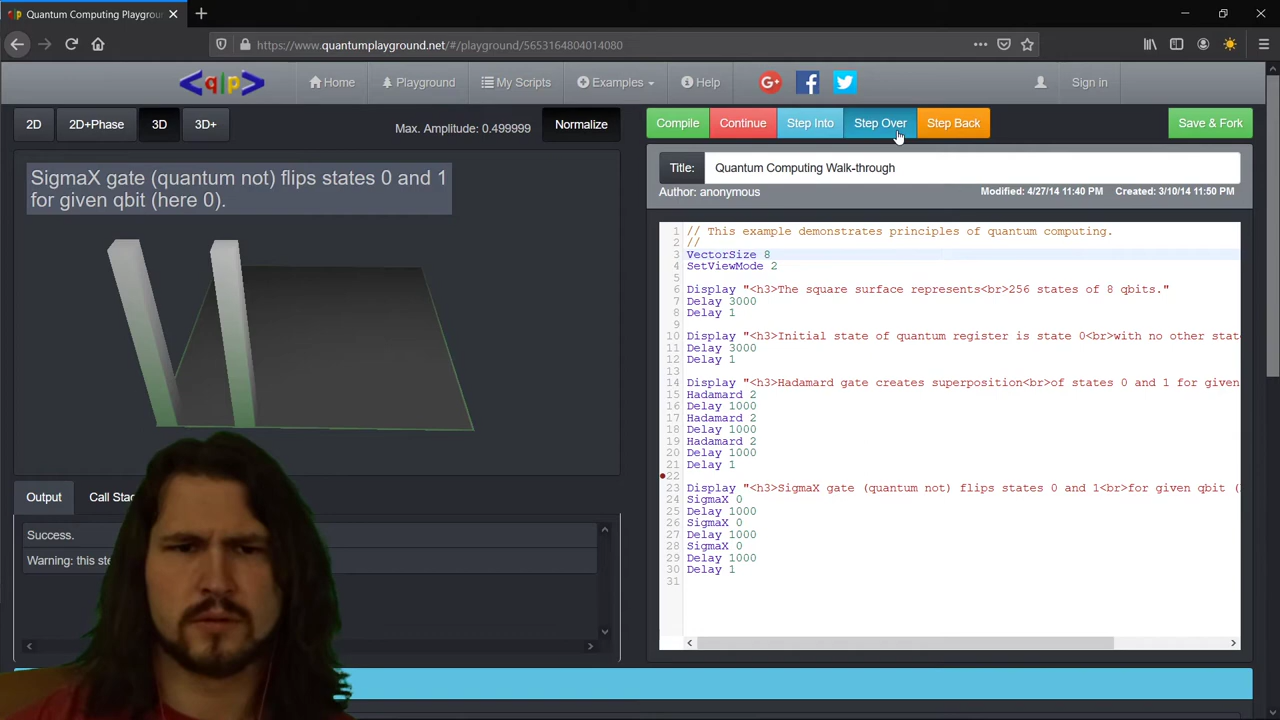 Quantum Computing Playground
https://www.quantumplayground.net/#/playground/5653164804014080
<q|p>
Home
Playground
My Scripts
Examples
Help
Sign in
2D
2D+Phase
3D
3D+
Max. Amplitude: 0.499999
Normalize
Compile
Continue
Step Into
Step Over
Step Back
Save & Fork
SigmaX gate (quantum not) flips states 0 and 1
for given qbit (here 0).
Title:
Quantum Computing Walk-through
Author: anonymous
Modified: 4/27/14 11:40 PM
Created: 3/10/14 11:50 PM
1 // This example demonstrates principles of quantum computing.
2 //
3 VectorSize 8
4 SetViewMode 2
5
6 Display "<h3>The square surface represents<br>256 states of 8 qbits."
7 Delay 3000
8 Delay 1
9
10 Display "<h3>Initial state of quantum register is state 0<br>with no other stat
11 Delay 3000
12 Delay 1
13
14 Display "<h3>Hadamard gate creates superposition<br>of states 0 and 1 for given
15 Hadamard 2
16 Delay 1000
17 Hadamard 2
18 Delay 1000
19 Hadamard 2
20 Delay 1000
21 Delay 1
22
23 Display "<h3>SigmaX gate (quantum not) flips states 0 and 1<br>for given qbit (
24 SigmaX 0
25 Delay 1000
26 SigmaX 0
27 Delay 1000
28 SigmaX 0
29 Delay 1000
30 Delay 1
31
Output
Call Stac
Success.
Warning: this ste